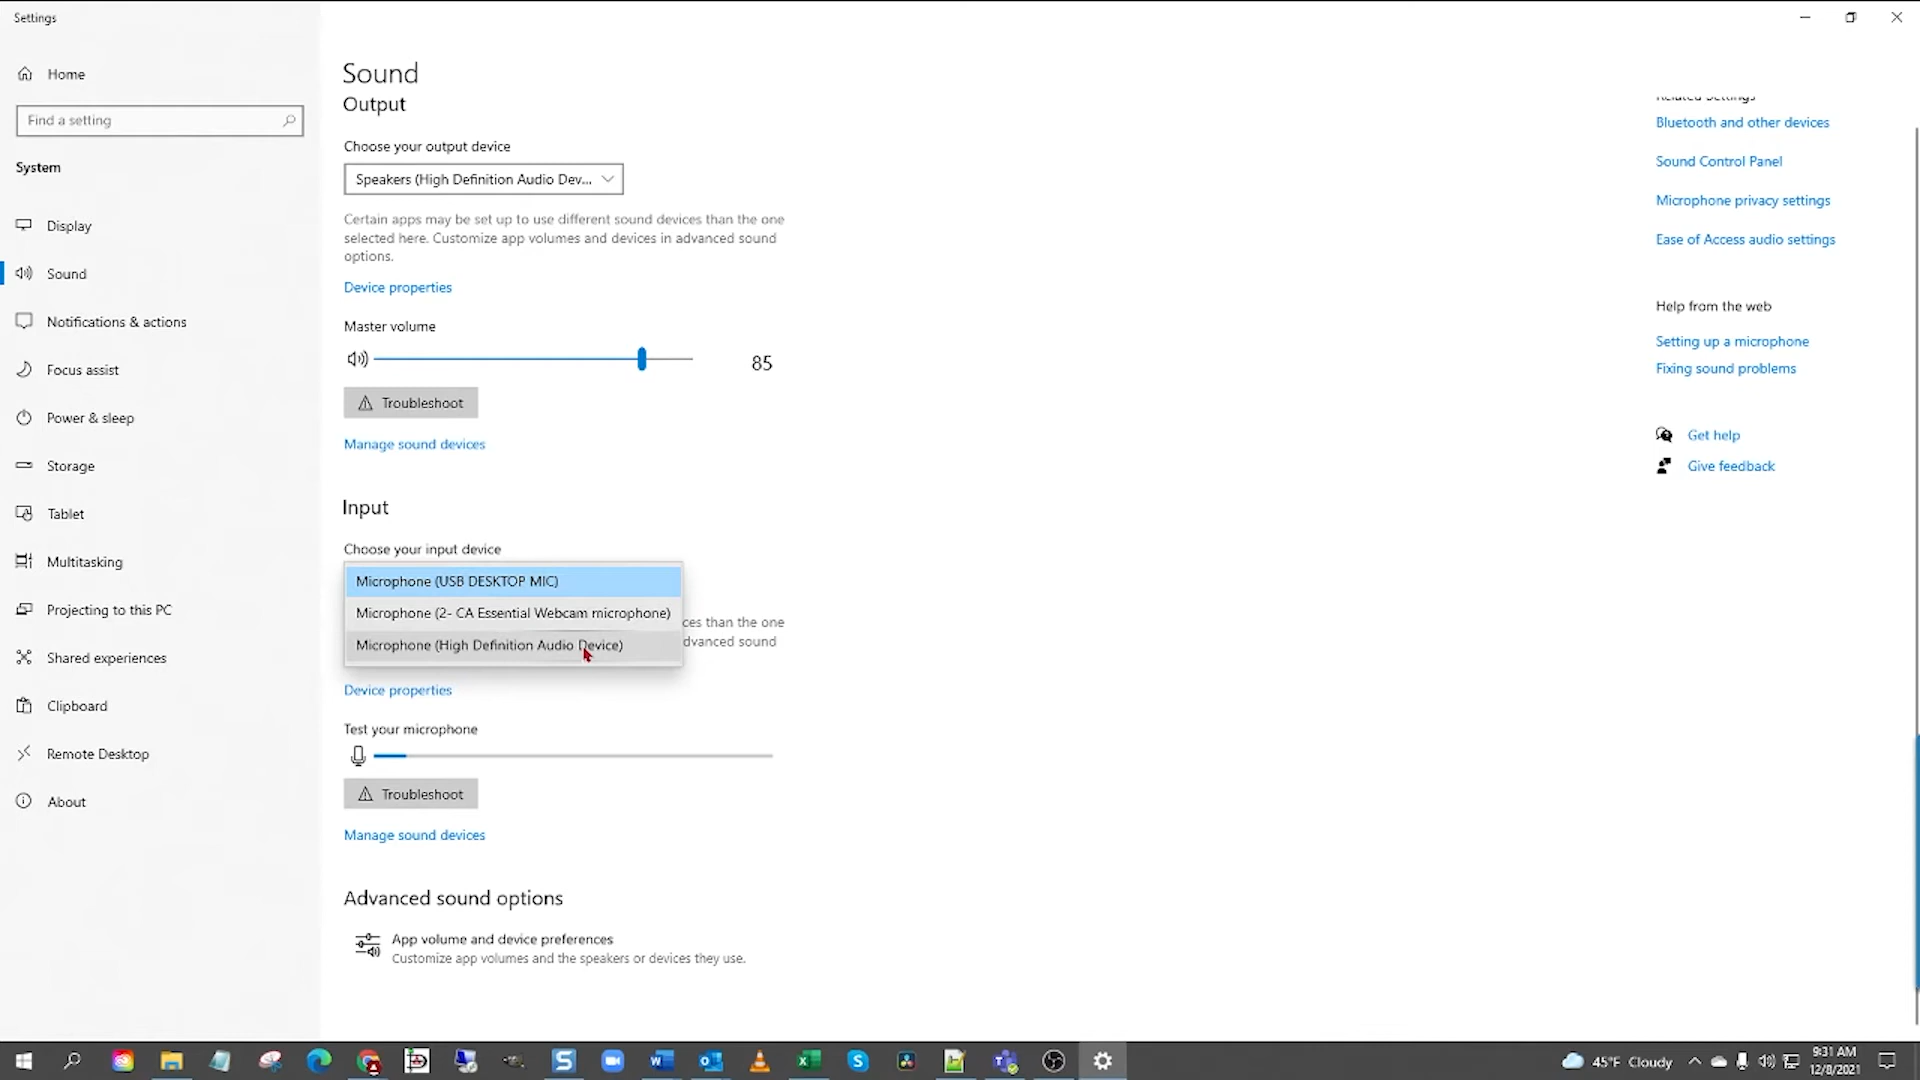 Settings
Home
Find a setting
System
Display
Sound
Notifications & actions
Focus assist
Power & sleep
Storage
Tablet
Multitasking
Projecting to this PC
Shared experiences
Clipboard
Remote Desktop
About
Sound
Output
Choose your output device
Speakers (High Definition Audio Dev...
Certain apps may be set up to use different sound devices than the one
selected here. Customize app volumes and devices in advanced sound
options.
Device properties
Master volume
85
Troubleshoot
Manage sound devices
Input
Choose your input device
Microphone (USB DESKTOP MIC)
Microphone (2- CA Essential Webcam microphone)
Microphone (High Definition Audio Device)
ces than the one
dvanced sound
Device properties
Test your microphone
Troubleshoot
Manage sound devices
Advanced sound options
App volume and device preferences
Customize app volumes and the speakers or devices they use.
Related Settings
Bluetooth and other devices
Sound Control Panel
Microphone privacy settings
Ease of Access audio settings
Help from the web
Setting up a microphone
Fixing sound problems
Get help
Give feedback
45°F Cloudy
9:31 AM
12/8/2021